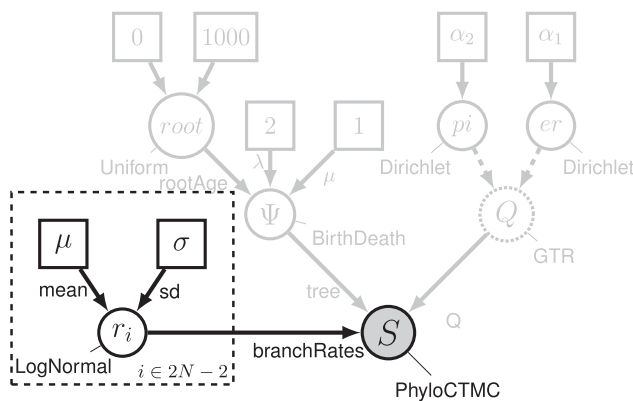 0
1000
α₂
α₁
root
2
1
pi
er
Uniform
rootAge
λ
μ
Dirichlet
Dirichlet
Ψ
BirthDeath
Q
GTR
μ
σ
mean
sd
tree
Q
rᵢ
S
LogNormal
i ∈ 2N − 2
branchRates
PhyloCTMC